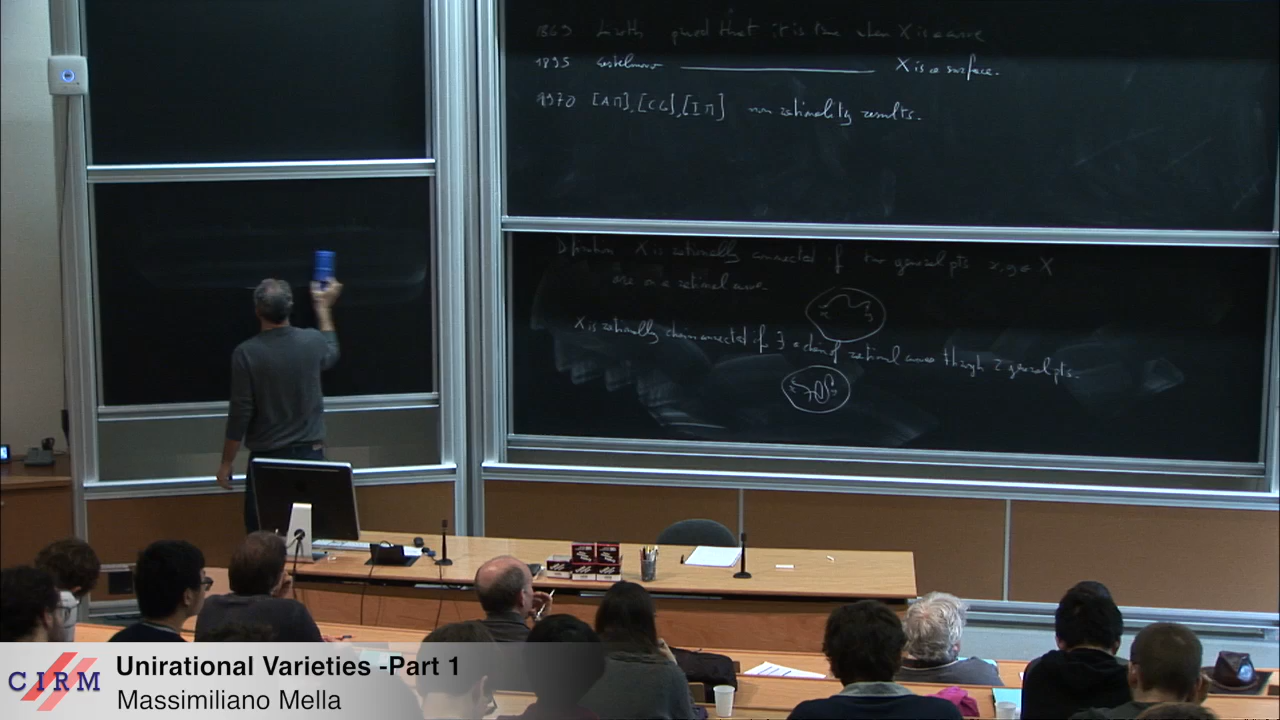 1869 Luroth proved that it is true when X is a curve
1895 Castelnuovo ———— X is a surface.
1970 [AM], [CG], [IM] non rationality results.
Definition X is rationally connected if two general pts x, y ∈ X
are on a rational curve.
x y
X is rationally chain connected if ∃ a chain of rational curves through 2 general pts.
x y
CIRM
Unirational Varieties -Part 1
Massimiliano Mella